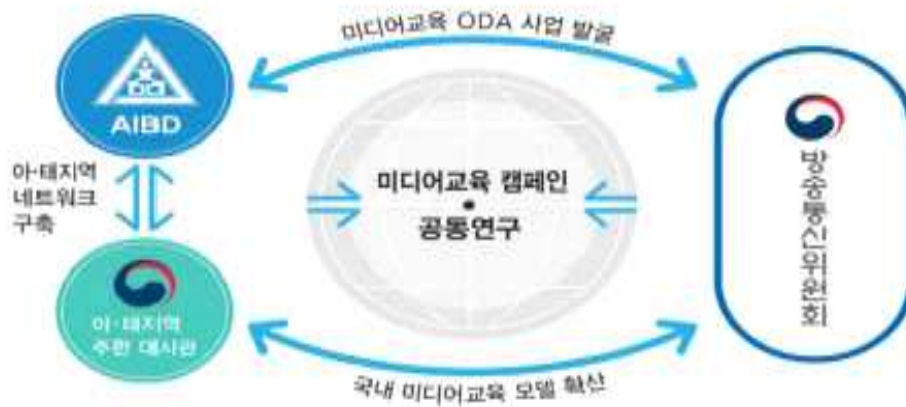 미디어교육 ODA 사업 발굴
AIBD
아·태지역
네트워크
구축
미디어교육 캠페인
•
공동연구
방송통신위원회
아·태지역
주한 대사관
국내 미디어교육 모델 확산